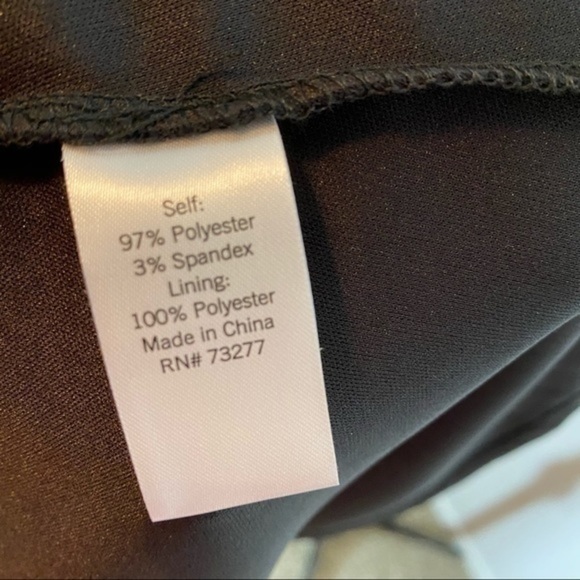 Self:
97% Polyester
3% Spandex
Lining:
100% Polyester
Made in China
RN# 73277